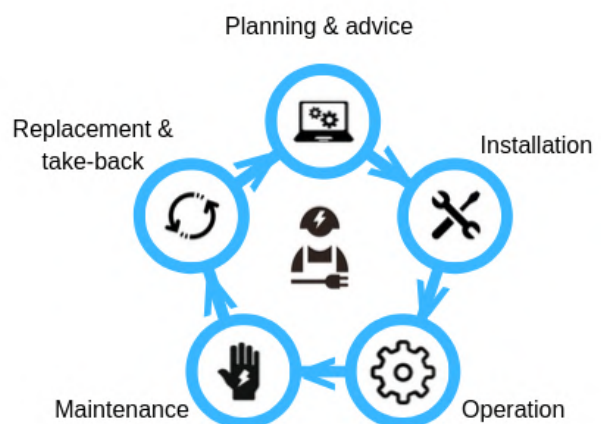 Planning & advice
Installation
Operation
Maintenance
Replacement &
take-back